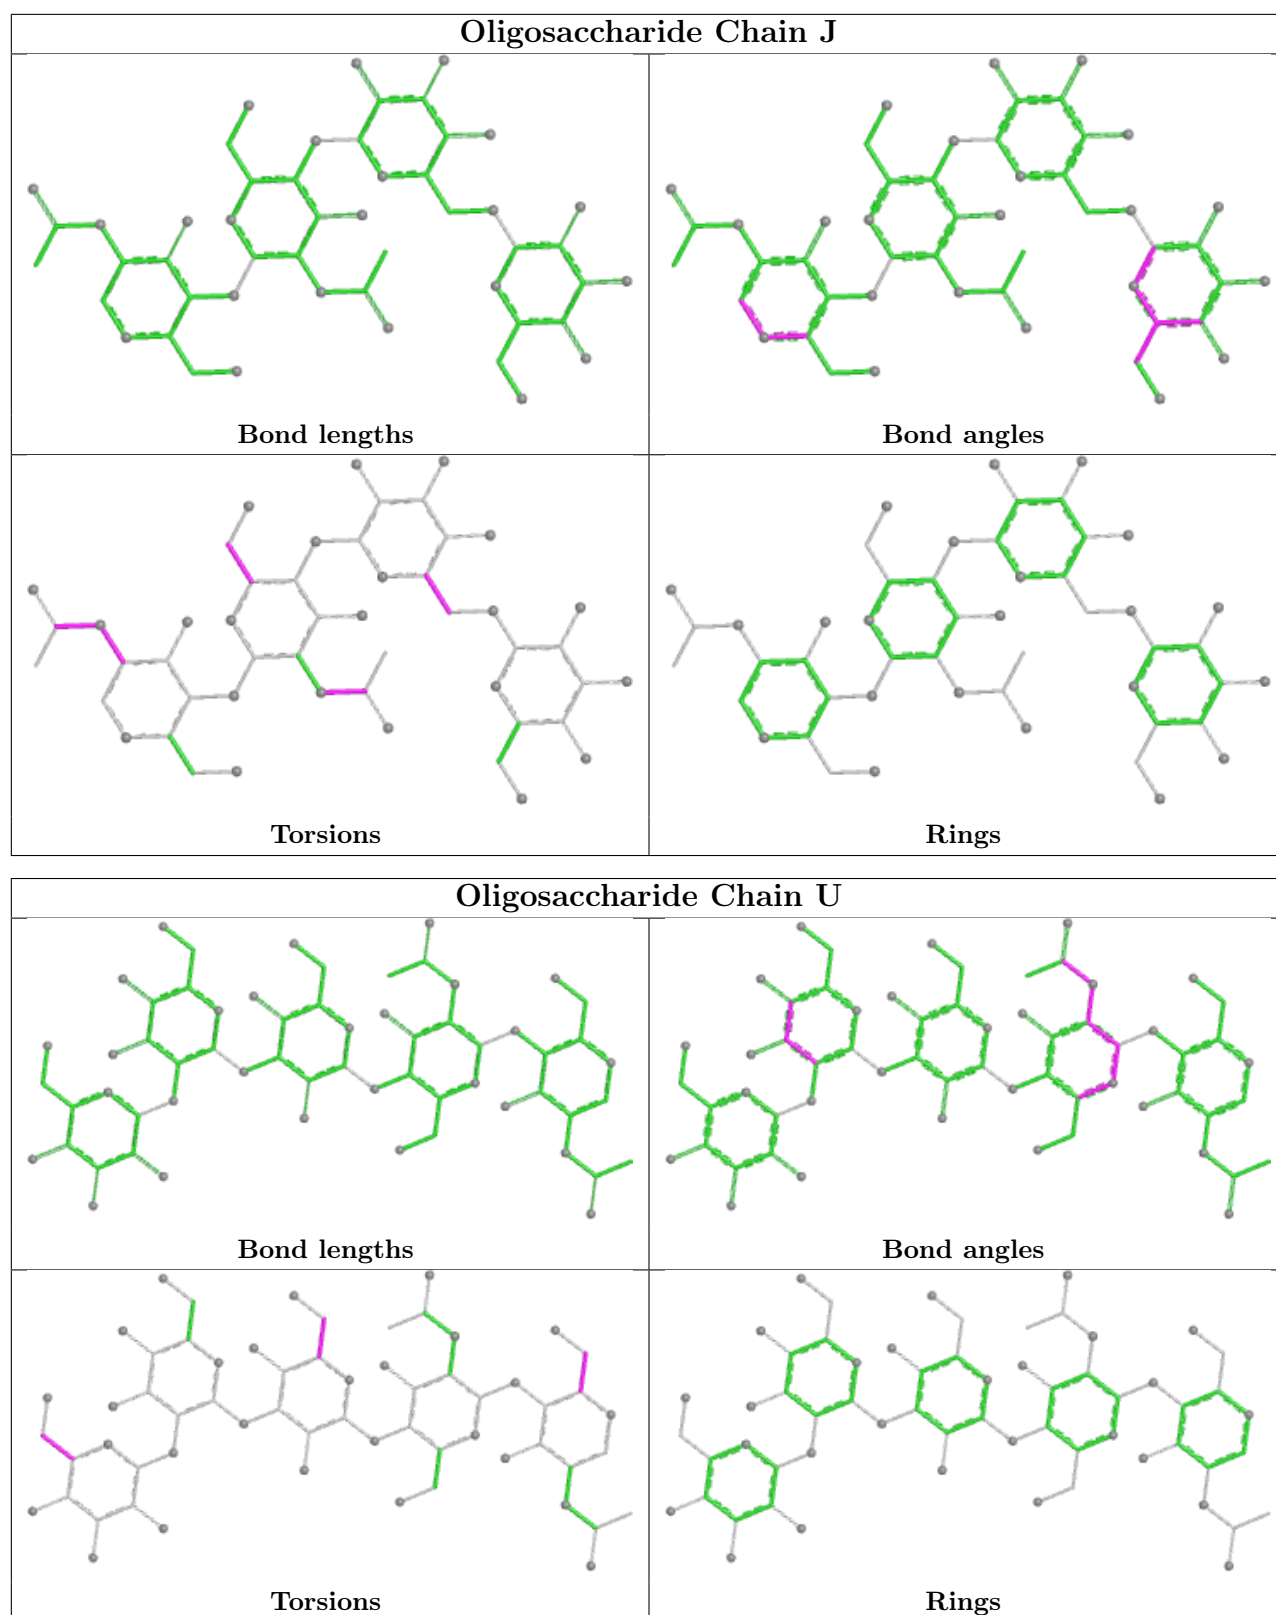 Oligosaccharide Chain J
Bond lengths
Bond angles
Torsions
Rings
Oligosaccharide Chain U
Bond lengths
Bond angles
Torsions
Rings